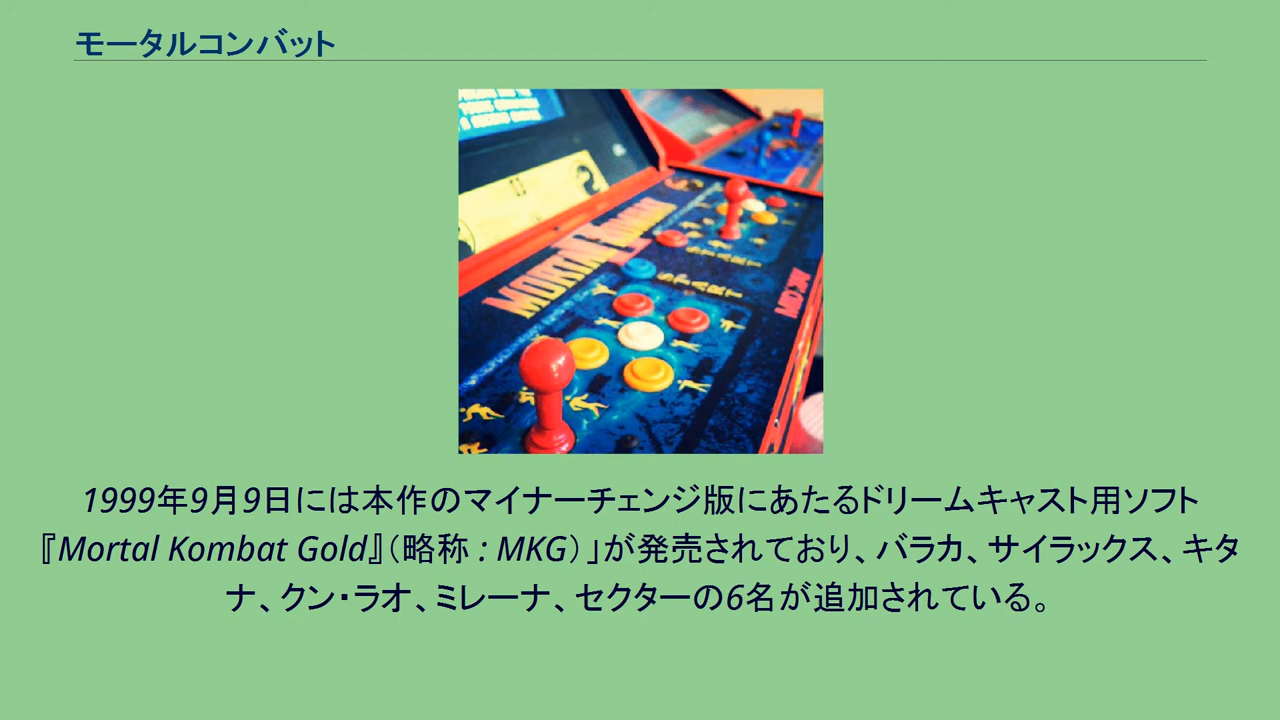 モータルコンバット
MORTAL KOMBAT
START
START
1999年9月9日には本作のマイナーチェンジ版にあたるドリームキャスト用ソフト
『Mortal Kombat Gold』(略称 : MKG）」が発売されており、バラカ、サイラックス、キタ
ナ、クン・ラオ、ミレーナ、セクターの6名が追加されている。